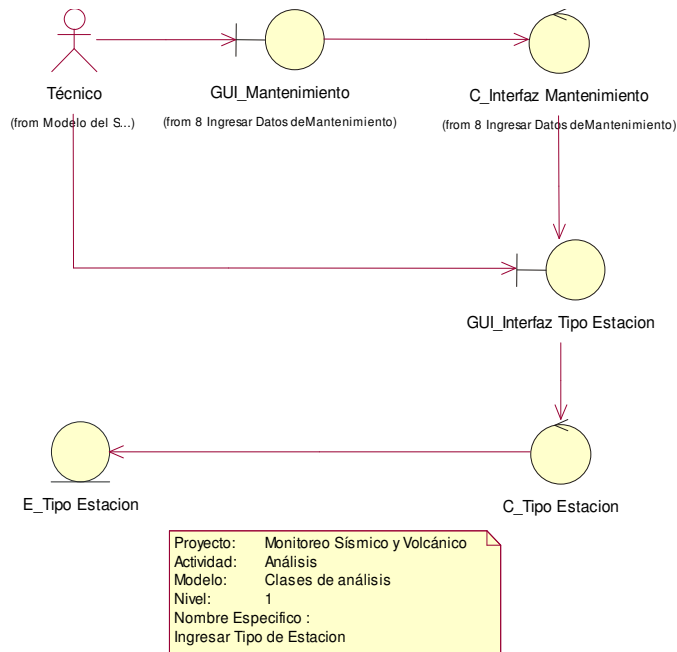 Técnico
(from Modelo del S...)
GUI_Mantenimiento
(from 8 Ingresar Datos deMantenimiento)
C_Interfaz Mantenimiento
(from 8 Ingresar Datos deMantenimiento)
GUI_Interfaz Tipo Estacion
E_Tipo Estacion
C_Tipo Estacion
Proyecto: Monitoreo Sísmico y Volcánico
Actividad: Análisis
Modelo: Clases de análisis
Nivel: 1
Nombre Especifico :
Ingresar Tipo de Estacion